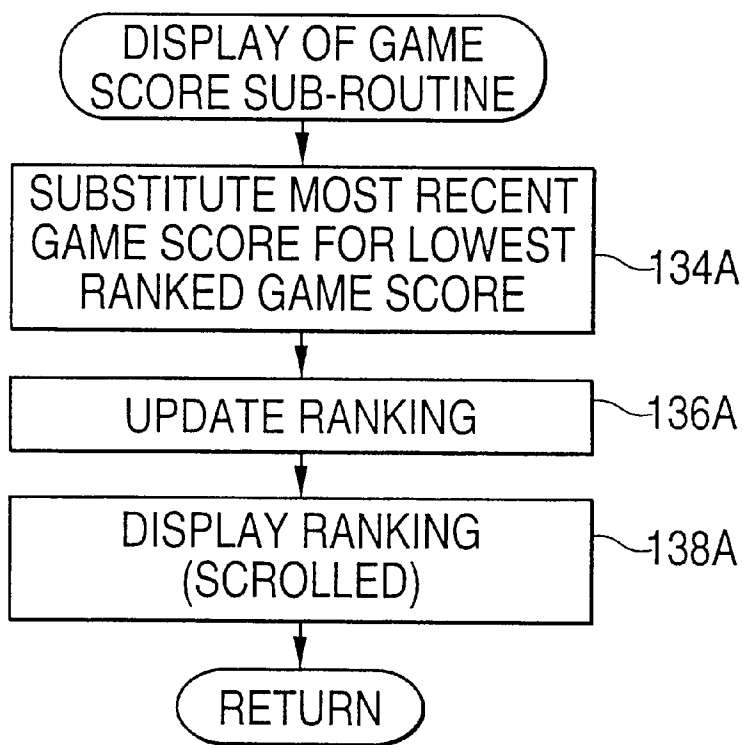 DISPLAY OF GAME
SCORE SUB-ROUTINE
SUBSTITUTE MOST RECENT
GAME SCORE FOR LOWEST
RANKED GAME SCORE
134A
UPDATE RANKING
136A
DISPLAY RANKING
(SCROLLED)
138A
RETURN